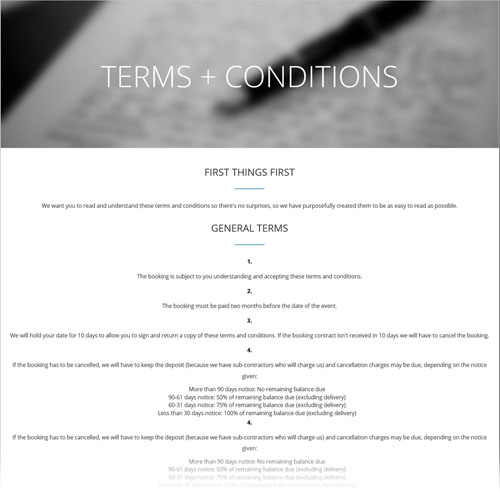 TERMS + CONDITIONS
FIRST THINGS FIRST
We want you to read and understand these terms and conditions so there's no surprises, so we have purposefully created them to be as easy to read as possible.
GENERAL TERMS
1.
The booking is subject to you understanding and accepting these terms and conditions.
2.
The booking must be paid two months before the date of the event.
3.
We will hold your date for 10 days to allow you to sign and return a copy of these terms and conditions. If the booking contract isn't received in 10 days we will have to cancel the booking.
4.
If the booking has to be cancelled, we will have to keep the deposit (because we have sub-contractors who will charge us) and cancellation charges may be due, depending on the notice
given:
More than 90 days notice: No remaining balance due
90-61 days notice: 50% of remaining balance due (excluding delivery)
60-31 days notice: 75% of remaining balance due (excluding delivery)
Less than 30 days notice: 100% of remaining balance due (excluding delivery)
4.
If the booking has to be cancelled, we will have to keep the deposit (because we have sub-contractors who will charge us) and cancellation charges may be due, depending on the notice
given:
More than 90 days notice: No remaining balance due
90-61 days notice: 50% of remaining balance due (excluding delivery)
60-31 days notice: 75% of remaining balance due (excluding delivery)
Less than 30 days notice: 100% of remaining balance due (excluding delivery)